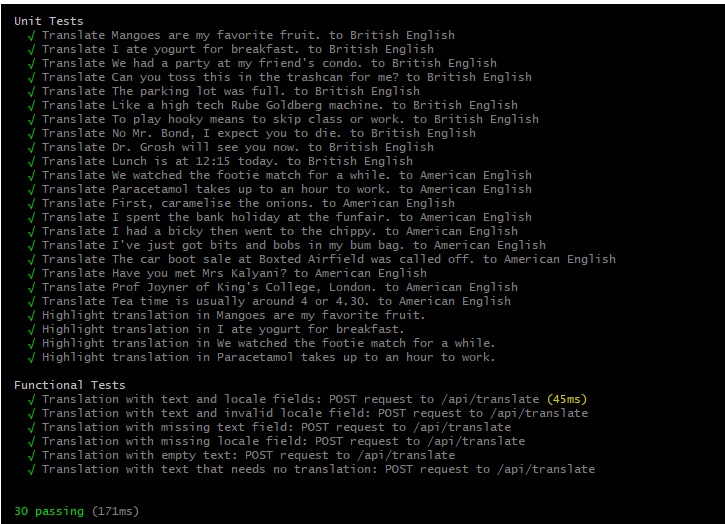 Unit Tests
√ Translate Mangoes are my favorite fruit. to British English
√ Translate I ate yogurt for breakfast. to British English
√ Translate We had a party at my friend's condo. to British English
√ Translate Can you toss this in the trashcan for me? to British English
√ Translate The parking lot was full. to British English
√ Translate Like a high tech Rube Goldberg machine. to British English
√ Translate To play hooky means to skip class or work. to British English
√ Translate No Mr. Bond, I expect you to die. to British English
√ Translate Dr. Grosh will see you now. to British English
√ Translate Lunch is at 12:15 today. to British English
√ Translate We watched the footie match for a while. to American English
√ Translate Paracetamol takes up to an hour to work. to American English
√ Translate First, caramelise the onions. to American English
√ Translate I spent the bank holiday at the funfair. to American English
√ Translate I had a bicky then went to the chippy. to American English
√ Translate I've just got bits and bobs in my bum bag. to American English
√ Translate The car boot sale at Boxted Airfield was called off. to American English
√ Translate Have you met Mrs Kalyani? to American English
√ Translate Prof Joyner of King's College, London. to American English
√ Translate Tea time is usually around 4 or 4.30. to American English
√ Highlight translation in Mangoes are my favorite fruit.
√ Highlight translation in I ate yogurt for breakfast.
√ Highlight translation in We watched the footie match for a while.
√ Highlight translation in Paracetamol takes up to an hour to work.
Functional Tests
√ Translation with text and locale fields: POST request to /api/translate (45ms)
√ Translation with text and invalid locale field: POST request to /api/translate
√ Translation with missing text field: POST request to /api/translate
√ Translation with missing locale field: POST request to /api/translate
√ Translation with empty text: POST request to /api/translate
√ Translation with text that needs no translation: POST request to /api/translate
30 passing (171ms)